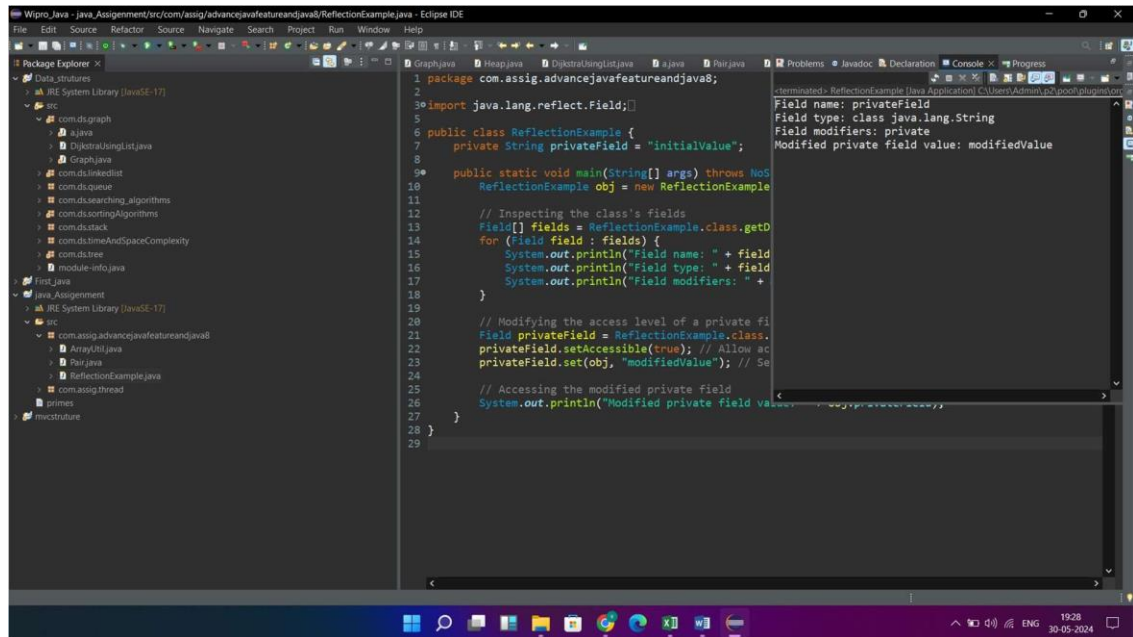 Wipro_Java - java_Assigenment/src/com/assig/advancejavafeatureandjava8/ReflectionExample.java - Eclipse IDE
File Edit Source Refactor Source Navigate Search Project Run Window Help
Package Explorer
Data_strutures
JRE System Library [JavaSE-17]
src
com.ds.graph
a.java
DijkstraUsingList.java
Graph.java
com.ds.linkedlist
com.ds.queue
com.ds.searching_algorithms
com.ds.sortingAlgorithms
com.ds.stack
com.ds.timeAndSpaceComplexity
com.ds.tree
module-info.java
First_java
java_Assigenment
JRE System Library [JavaSE-17]
src
com.assig.advancejavafeatureandjava8
ArrayUtil.java
Pair.java
ReflectionExample.java
com.assig.thread
primes
mvcstruture
Graph.java Heap.java DijkstraUsingList.java a.java Pair.java
1 package com.assig.advancejavafeatureandjava8;
2
3 import java.lang.reflect.Field;
5
6 public class ReflectionExample {
7 private String privateField = "initialValue";
8
9 public static void main(String[] args) throws NoS
10 ReflectionExample obj = new ReflectionExample
11
12 // Inspecting the class's fields
13 Field[] fields = ReflectionExample.class.getD
14 for (Field field : fields) {
15 System.out.println("Field name: " + field
16 System.out.println("Field type: " + field
17 System.out.println("Field modifiers: " +
18 }
19
20 // Modifying the access level of a private fi
21 Field privateField = ReflectionExample.class.
22 privateField.setAccessible(true); // Allow ac
23 privateField.set(obj, "modifiedValue"); // Se
24
25 // Accessing the modified private field
26 System.out.println("Modified private field
27 }
28 }
29
Problems Javadoc Declaration Console Progress
<terminated> ReflectionExample [Java Application] C:\Users\Admin\.p2\pool\plugins\org
Field name: privateField
Field type: class java.lang.String
Field modifiers: private
Modified private field value: modifiedValue
ENG
19:28
30-05-2024